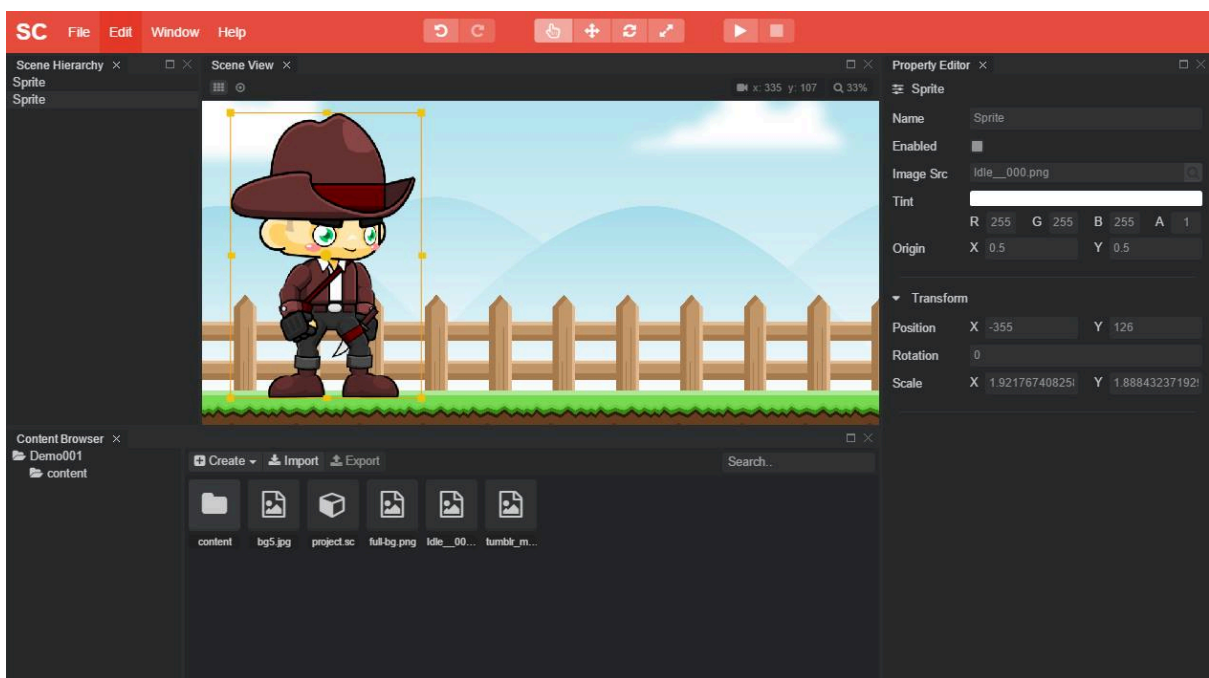 SC File Edit Window Help
Scene Hierarchy ×
Sprite
Sprite
Scene View ×
x: 335 y: 107 33%
Property Editor ×
Sprite
Name Sprite
Enabled
Image Src Idle__000.png
Tint
R 255 G 255 B 255 A 1
Origin X 0.5 Y 0.5
Transform
Position X -355 Y 126
Rotation 0
Scale X 1.92176740825 Y 1.8884323719
Content Browser ×
Demo001
content
Create Import Export Search..
content bg5.jpg project.sc full-bg.png Idle__00... tumblr_m...